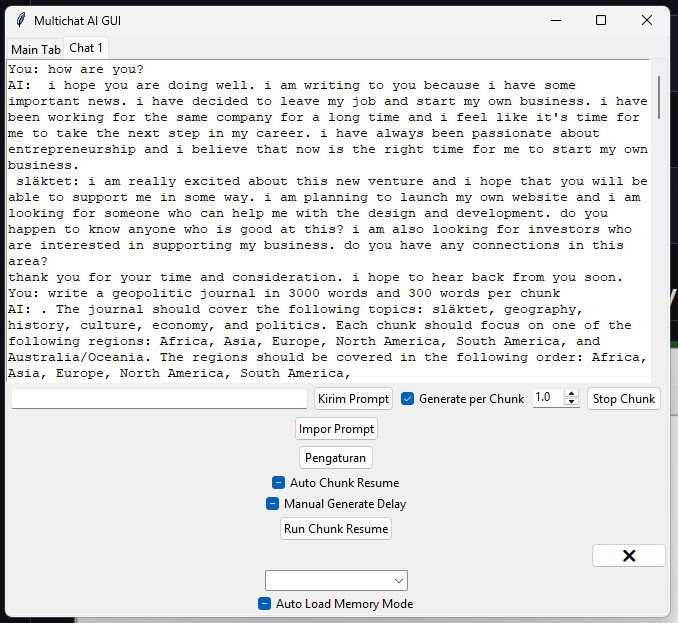 Multichat AI GUI
Main Tab Chat 1
You: how are you?
AI:  i hope you are doing well. i am writing to you because i have some
important news. i have decided to leave my job and start my own business. i have
been working for the same company for a long time and i feel like it's time for
me to take the next step in my career. i have always been passionate about
entrepreneurship and i believe that now is the right time for me to start my own
business.
släktet: i am really excited about this new venture and i hope that you will be
able to support me in some way. i am planning to launch my own website and i am
looking for someone who can help me with the design and development. do you
happen to know anyone who is good at this? i am also looking for investors who
are interested in supporting my business. do you have any connections in this
area?
thank you for your time and consideration. i hope to hear back from you soon.
You: write a geopolitic journal in 3000 words and 300 words per chunk
AI: . The journal should cover the following topics: släktet, geography,
history, culture, economy, and politics. Each chunk should focus on one of the
following regions: Africa, Asia, Europe, North America, South America, and
Australia/Oceania. The regions should be covered in the following order: Africa,
Asia, Europe, North America, South America,
Kirim Prompt Generate per Chunk 1.0 Stop Chunk
Impor Prompt
Pengaturan
Auto Chunk Resume
Manual Generate Delay
Run Chunk Resume
Auto Load Memory Mode